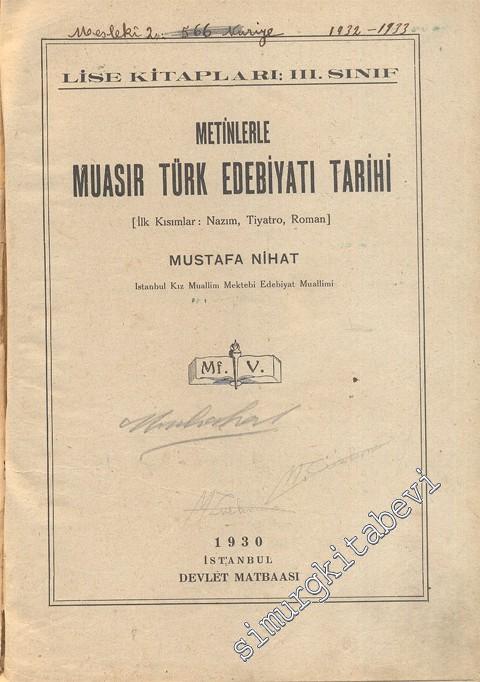 Mesleki 2: 566 Nuriye 1932-1933
LİSE KİTAPLARI: III. SINIF
METİNLERLE
MUASIR TÜRK EDEBİYATI TARİHİ
[İlk Kısımlar: Nazım, Tiyatro, Roman]
MUSTAFA NİHAT
Istanbul Kız Muallim Mektebi Edebiyat Muallimi
Mf. V.
1930
İSTANBUL
DEVLET MATBAASI
simurgkitabevi